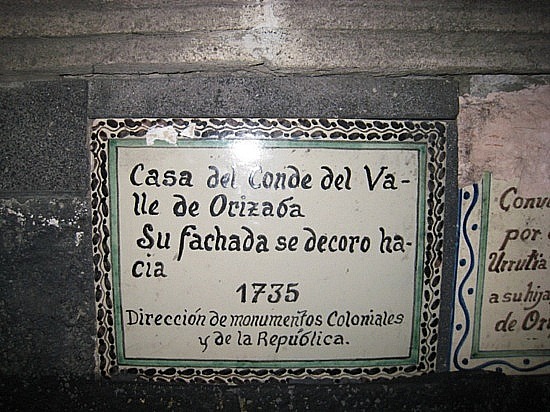 Casa del Conde del Va-
lle de Orizaba
Su fachada se decoro ha-
cia
1735
Dirección de monumentos Coloniales
y de la República.
Conv
por
Urrutia
a su hija
de Or